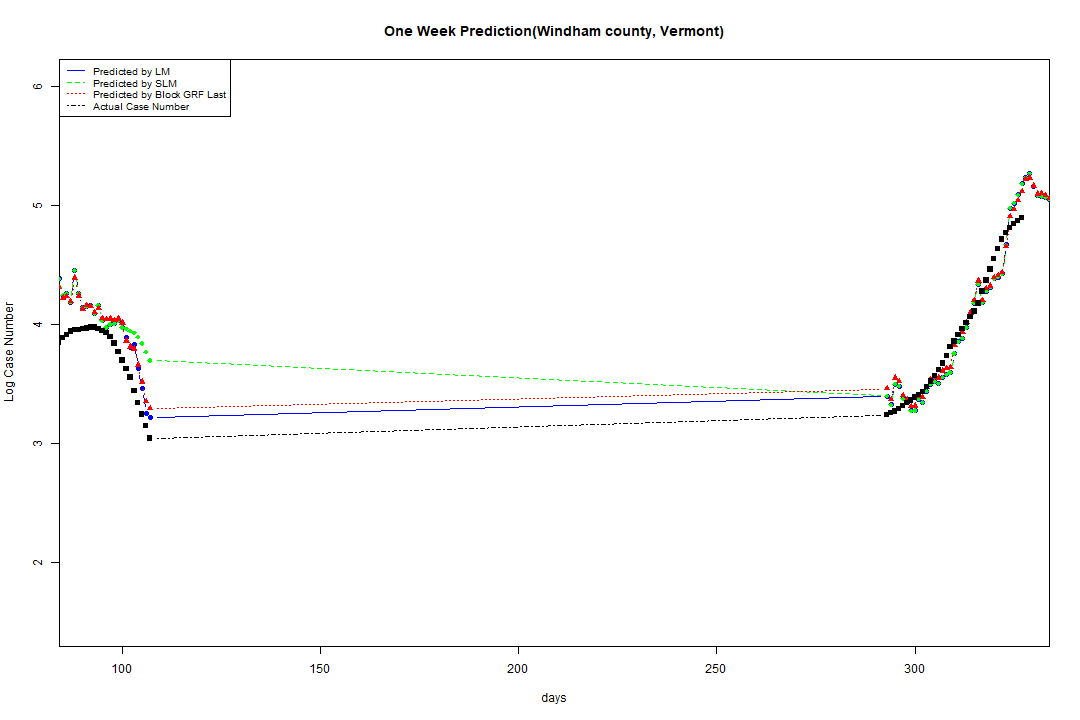 One Week Prediction(Windham county, Vermont)
Predicted by LM
Predicted by SLM
Predicted by Block GRF Last
Actual Case Number
Log Case Number
6
5
4
3
2
100 150 200 250 300
days